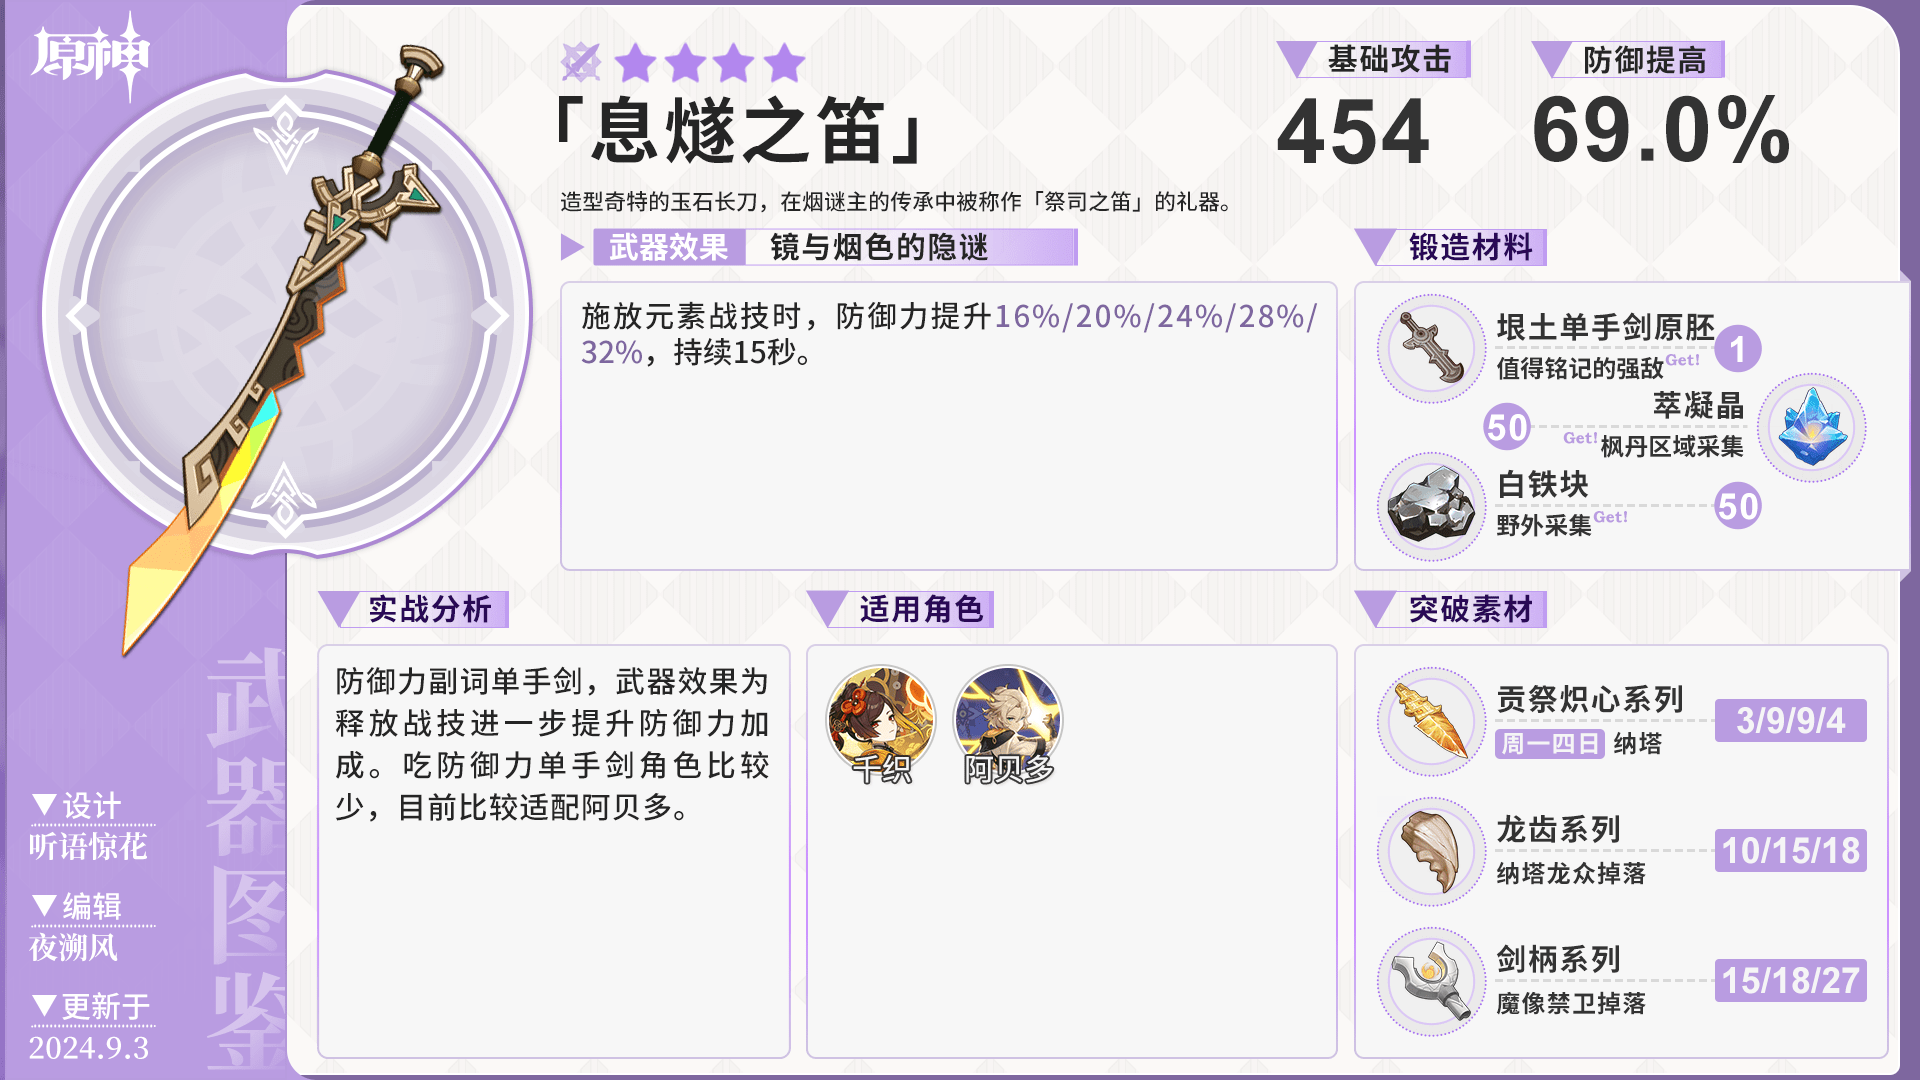 原神
「息燧之笛」
造型奇特的玉石长刀，在烟谜主的传承中被称作「祭司之笛」的礼器。
基础攻击
454
防御提高
69.0%
武器效果
镜与烟色的隐谜
施放元素战技时，防御力提升16%/20%/24%/28%/
32%，持续15秒。
锻造材料
垠土单手剑原胚
1
值得铭记的强敌Get!
萃凝晶
50
Get!枫丹区域采集
白铁块
50
野外采集Get!
实战分析
防御力副词单手剑，武器效果为
释放战技进一步提升防御力加
成。吃防御力单手剑角色比较
少，目前比较适配阿贝多。
适用角色
千织
阿贝多
突破素材
贡祭炽心系列
3/9/9/4
周一四日 纳塔
龙齿系列
10/15/18
纳塔龙众掉落
剑柄系列
15/18/27
魔像禁卫掉落
武器图鉴
▼设计
听语惊花
▼编辑
夜溯风
▼更新于
2024.9.3